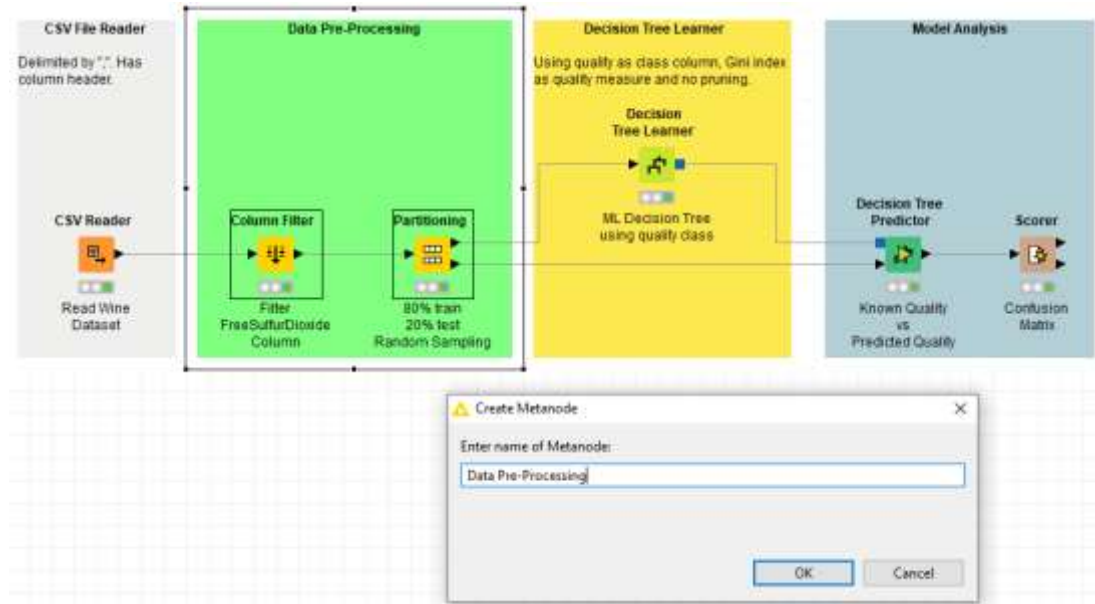 CSV File Reader
Delimited by ";". Has
column header.
Data Pre-Processing
Decision Tree Learner
Using quality as class column, Gini index
as quality measure and no pruning.
Model Analysis
Decision
Tree Learner
ML Decision Tree
using quality class
CSV Reader
Read Wine
Dataset
Column Filter
Filter
FreeSulfurDioxide
Column
Partitioning
80% train
20% test
Random Sampling
Decision Tree
Predictor
Known Quality
vs
Predicted Quality
Scorer
Confusion
Matrix
Create Metanode
Enter name of Metanode:
Data Pre-Processing
OK
Cancel